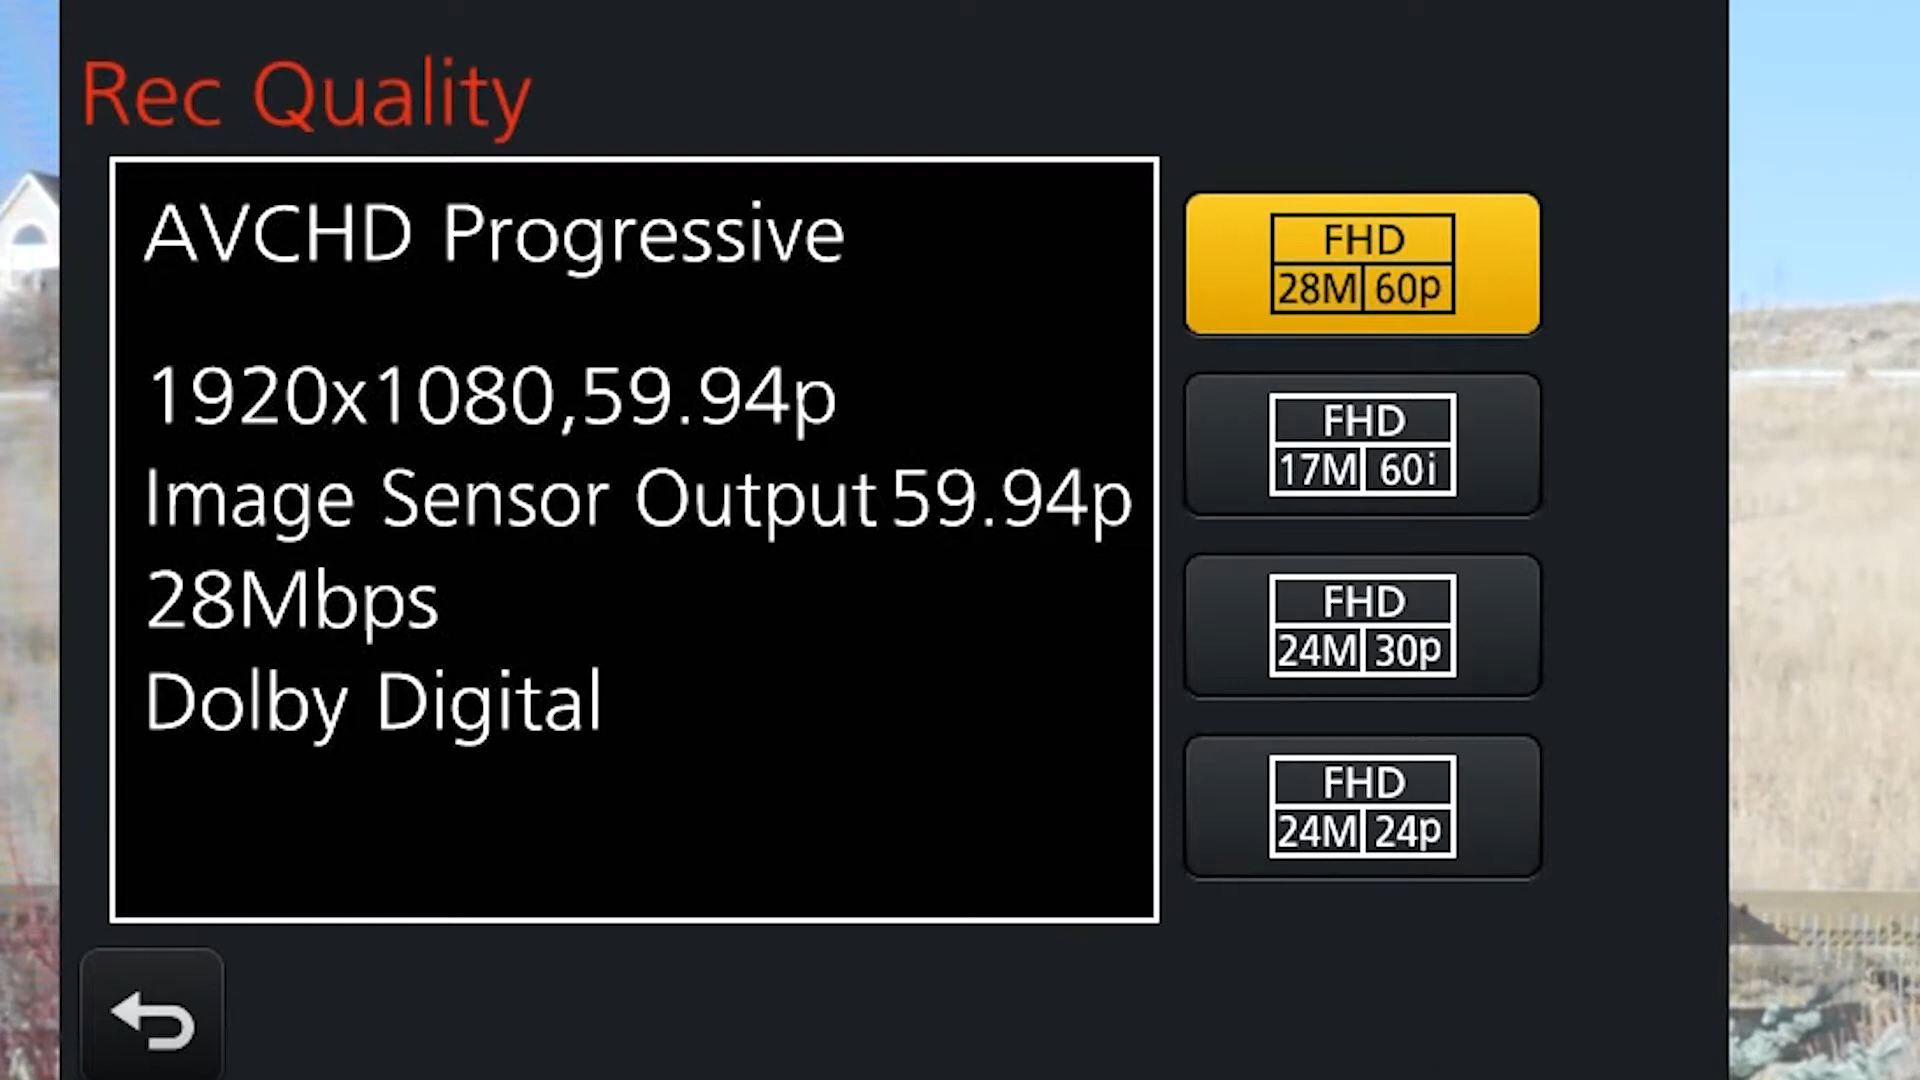 Rec Quality
AVCHD Progressive
1920x1080,59.94p
Image Sensor Output 59.94p
28Mbps
Dolby Digital
FHD
28M 60p
FHD
17M 60i
FHD
24M 30p
FHD
24M 24p